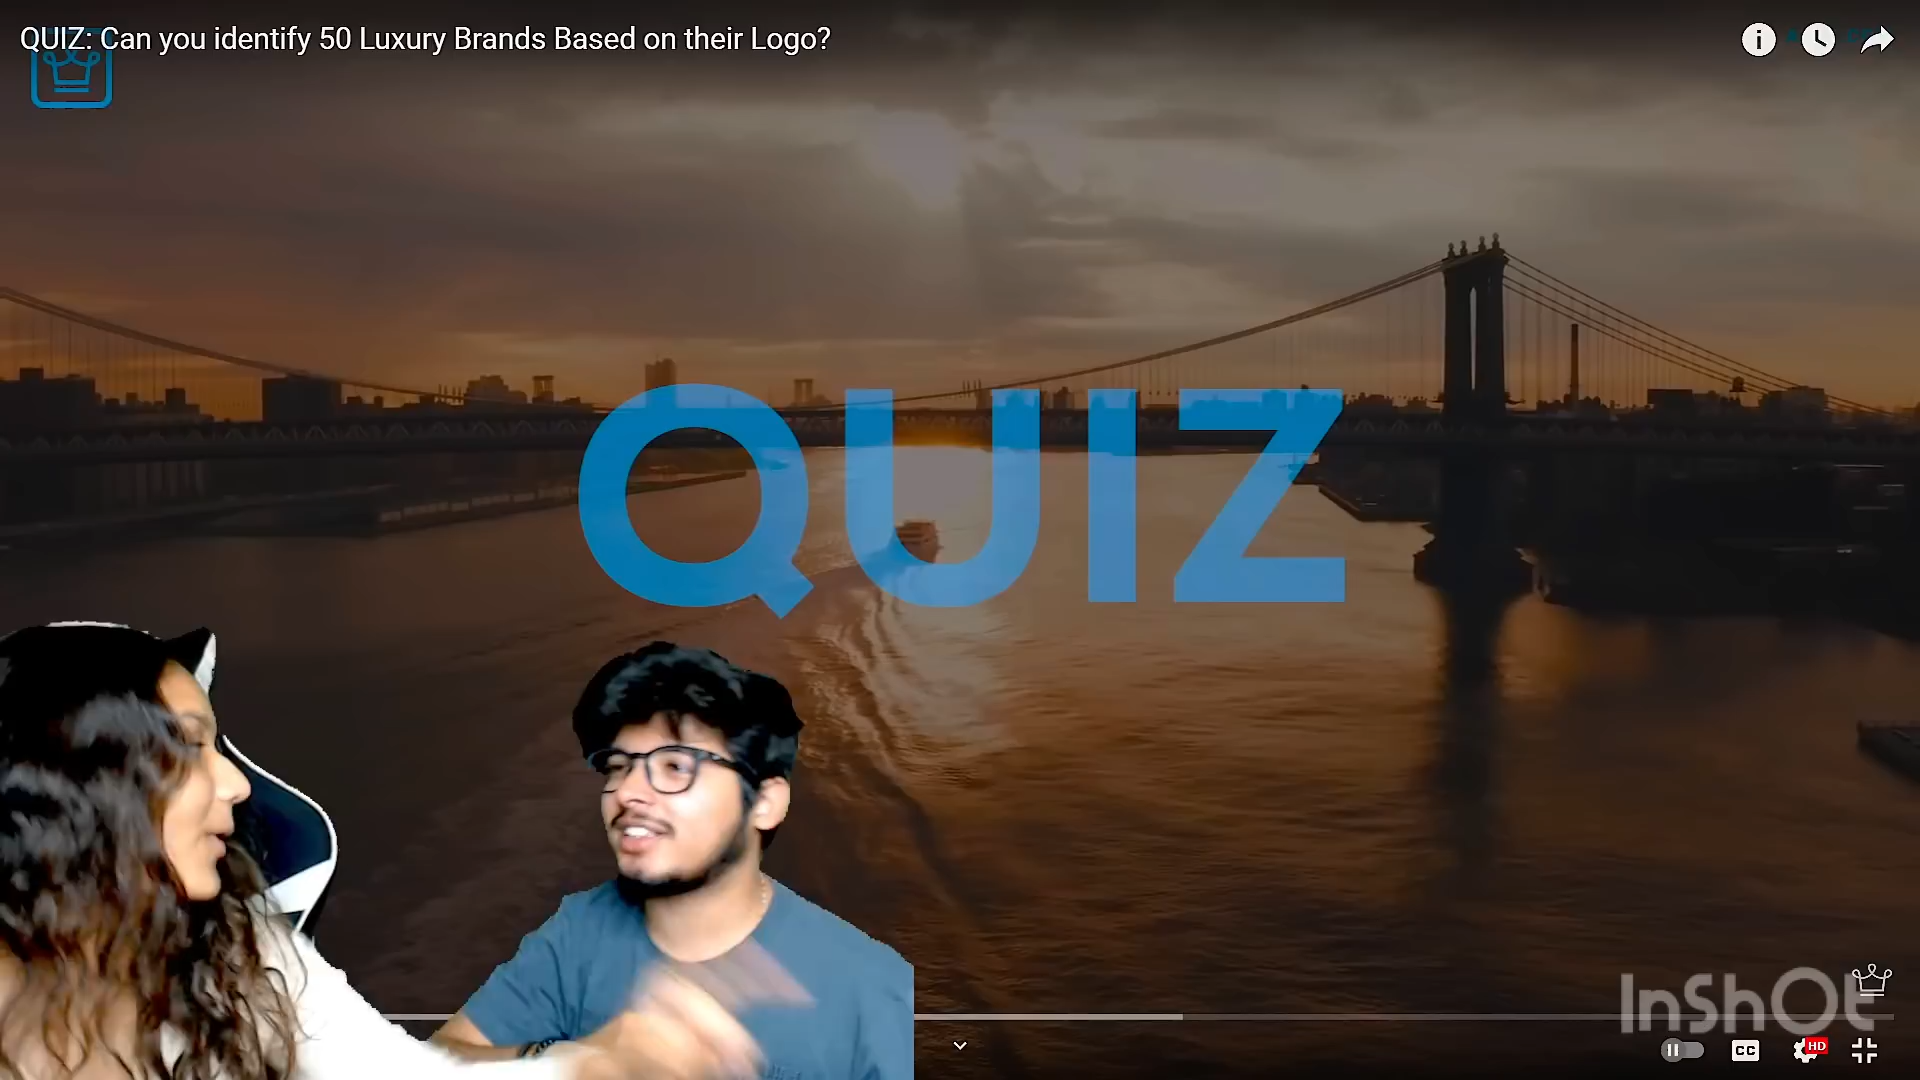 QUIZ: Can you identify 50 Luxury Brands Based on their Logo?
QUIZ
InShOt
CC
HD